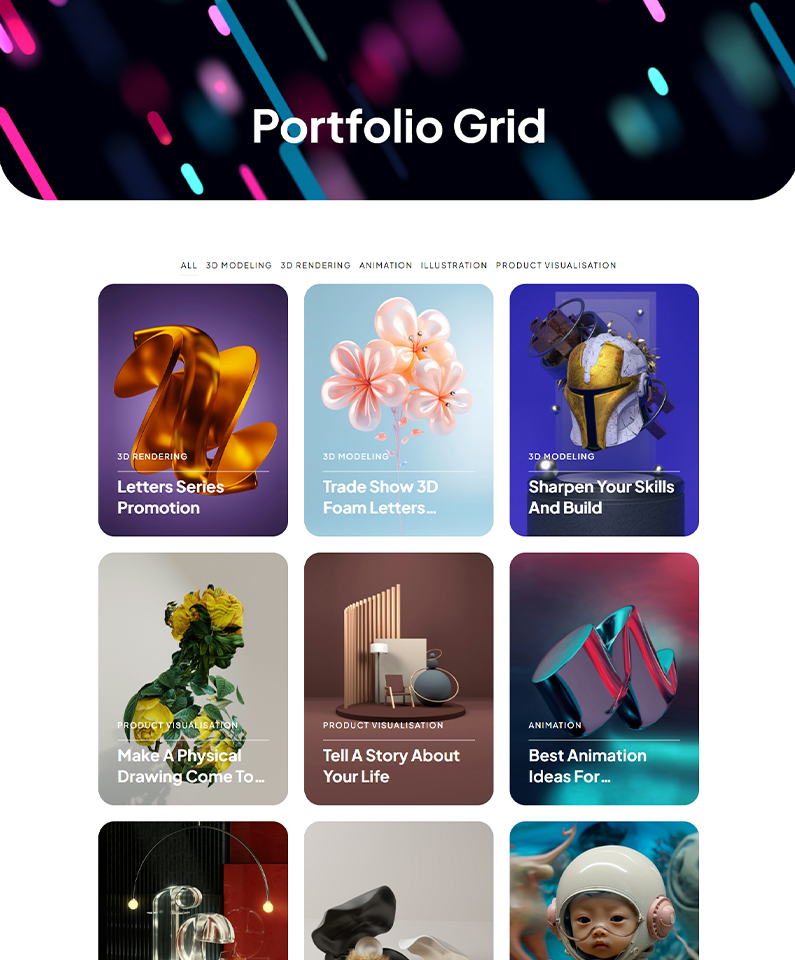 Portfolio Grid
ALL 3D MODELING 3D RENDERING ANIMATION ILLUSTRATION PRODUCT VISUALISATION
3D RENDERING
Letters Series
Promotion
3D MODELING
Trade Show 3D
Foam Letters...
3D MODELING
Sharpen Your Skills
And Build
PRODUCT VISUALISATION
Make A Physical
Drawing Come To...
PRODUCT VISUALISATION
Tell A Story About
Your Life
ANIMATION
Best Animation
Ideas For...